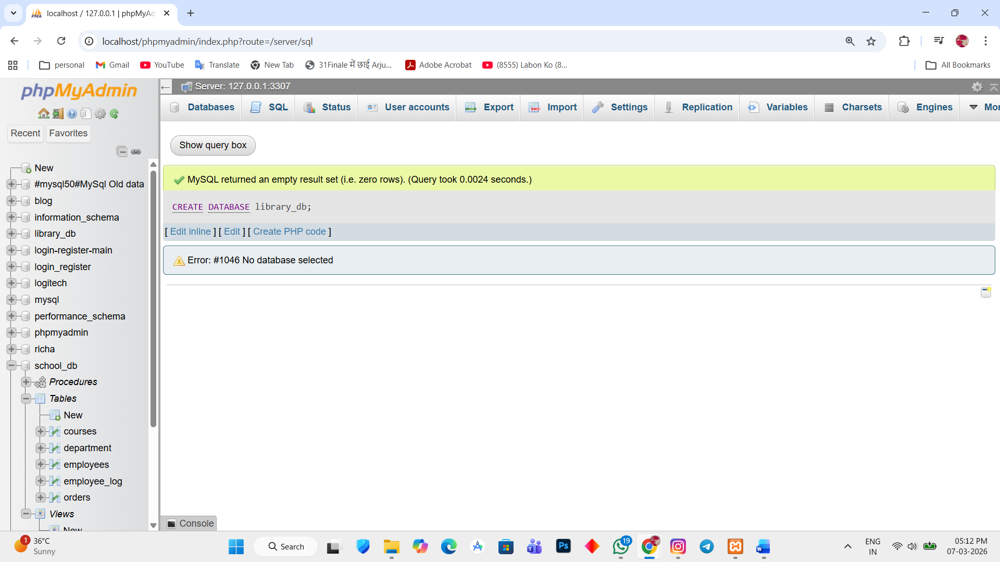 localhost / 127.0.0.1 | phpMyAd
localhost/phpmyadmin/index.php?route=/server/sql
personal
Gmail
YouTube
Translate
New Tab
31Finale में छाई Arju...
Adobe Acrobat
(8555) Labon Ko (8...
All Bookmarks
phpMyAdmin
Recent
Favorites
New
#mysql50#MySql Old data
blog
information_schema
library_db
login-register-main
login_register
logitech
mysql
performance_schema
phpmyadmin
richa
school_db
Procedures
Tables
New
courses
department
employees
employee_log
orders
Views
New
Server: 127.0.0.1:3307
Databases
SQL
Status
User accounts
Export
Import
Settings
Replication
Variables
Charsets
Engines
Mor
Show query box
MySQL returned an empty result set (i.e. zero rows). (Query took 0.0024 seconds.)
CREATE DATABASE library_db;
[ Edit inline ] [ Edit ] [ Create PHP code ]
Error: #1046 No database selected
Console
1
36°C
Sunny
Search
Ps
19
ENG
IN
05:12 PM
07-03-2026